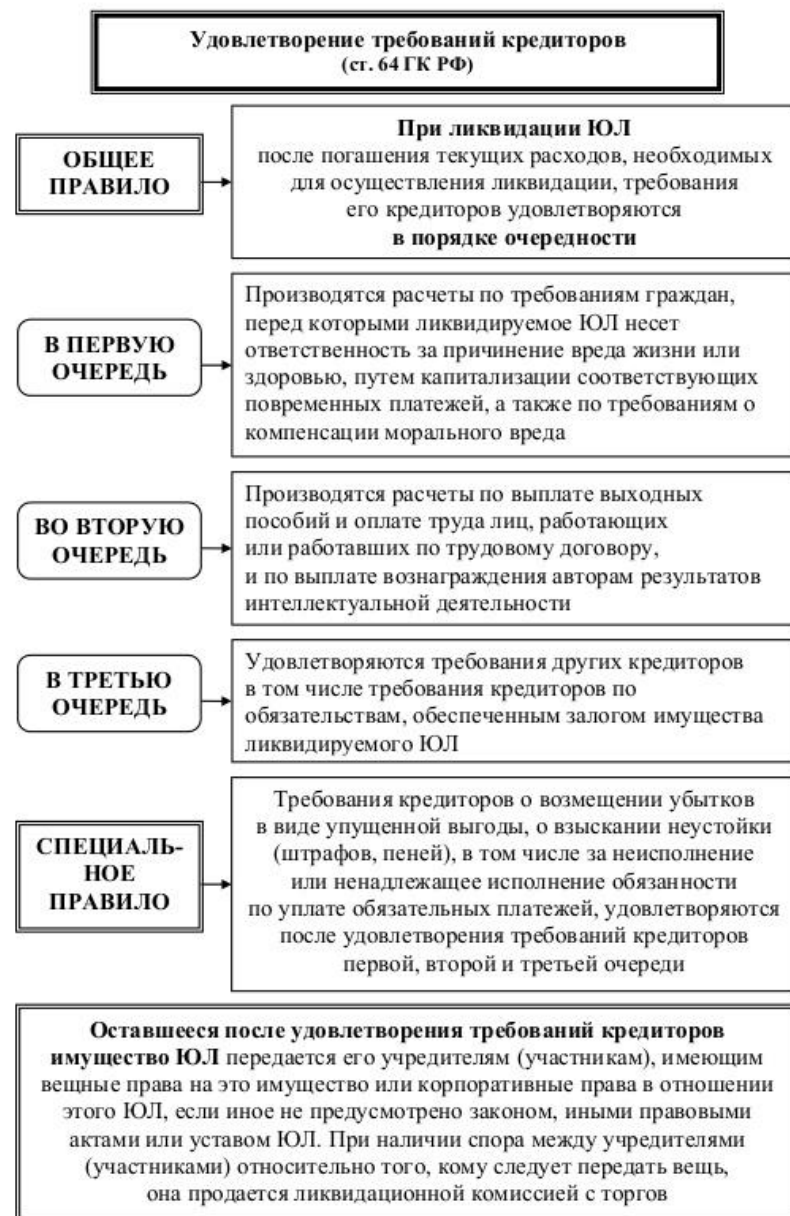 Удовлетворение требований кредиторов
(ст. 64 ГК РФ)
ОБЩЕЕ
ПРАВИЛО
При ликвидации ЮЛ
после погашения текущих расходов, необходимых
для осуществления ликвидации, требования
его кредиторов удовлетворяются
в порядке очередности
В ПЕРВУЮ
ОЧЕРЕДЬ
Производятся расчеты по требованиям граждан,
перед которыми ликвидируемое ЮЛ несет
ответственность за причинение вреда жизни или
здоровью, путем капитализации соответствующих
повременных платежей, а также по требованиям о
компенсации морального вреда
ВО ВТОРУЮ
ОЧЕРЕДЬ
Производятся расчеты по выплате выходных
пособий и оплате труда лиц, работающих
или работавших по трудовому договору,
и по выплате вознаграждения авторам результатов
интеллектуальной деятельности
В ТРЕТЬЮ
ОЧЕРЕДЬ
Удовлетворяются требования других кредиторов
в том числе требования кредиторов по
обязательствам, обеспеченным залогом имущества
ликвидируемого ЮЛ
СПЕЦИАЛЬ-
НОЕ
ПРАВИЛО
Требования кредиторов о возмещении убытков
в виде упущенной выгоды, о взыскании неустойки
(штрафов, пеней), в том числе за неисполнение
или ненадлежащее исполнение обязанности
по уплате обязательных платежей, удовлетворяются
после удовлетворения требований кредиторов
первой, второй и третьей очереди
Оставшееся после удовлетворения требований кредиторов
имущество ЮЛ передается его учредителям (участникам), имеющим
вещные права на это имущество или корпоративные права в отношении
этого ЮЛ, если иное не предусмотрено законом, иными правовыми
актами или уставом ЮЛ. При наличии спора между учредителями
(участниками) относительно того, кому следует передать вещь,
она продается ликвидационной комиссией с торгов